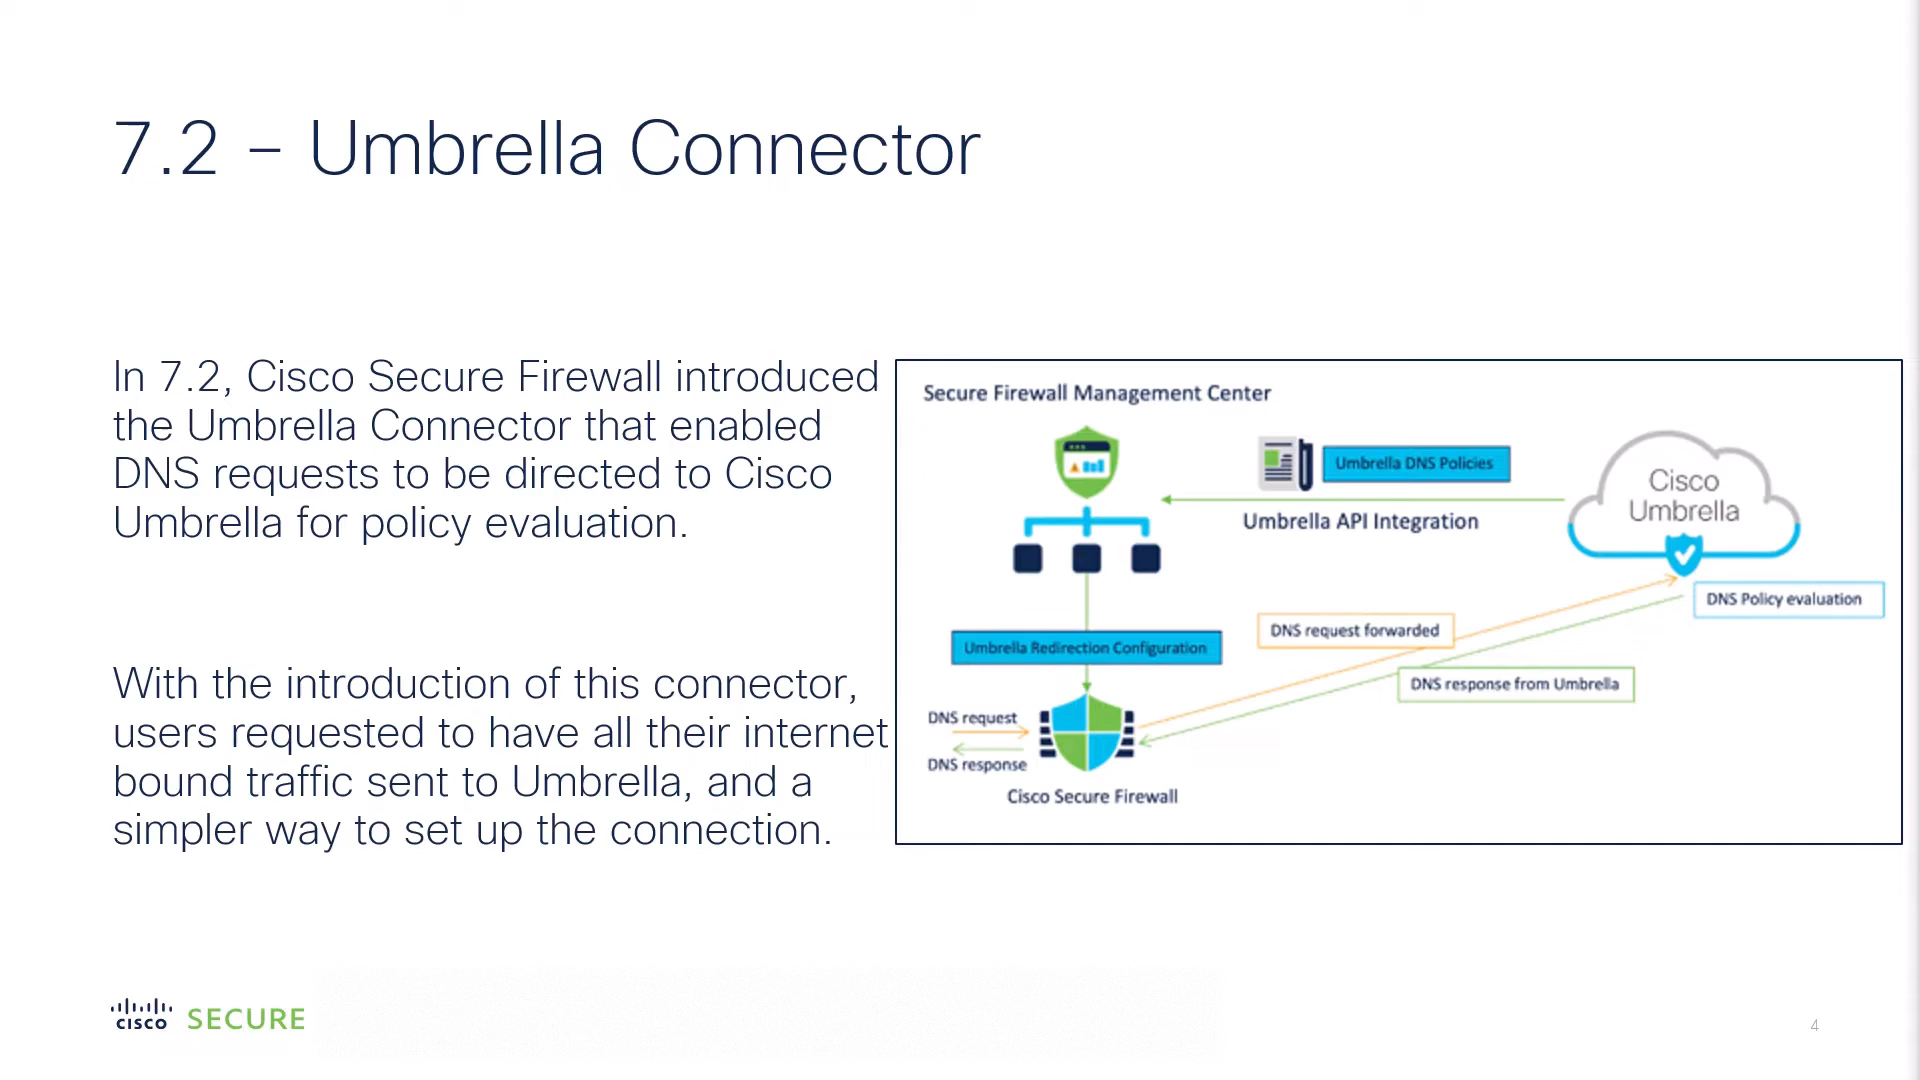 7.2 – Umbrella Connector
In 7.2, Cisco Secure Firewall introduced
the Umbrella Connector that enabled
DNS requests to be directed to Cisco
Umbrella for policy evaluation.
With the introduction of this connector,
users requested to have all their internet
bound traffic sent to Umbrella, and a
simpler way to set up the connection.
Secure Firewall Management Center
Umbrella DNS Policies
Umbrella API Integration
Cisco
Umbrella
DNS Policy evaluation
DNS request forwarded
Umbrella Redirection Configuration
DNS response from Umbrella
DNS request
DNS response
Cisco Secure Firewall
CISCO SECURE
4